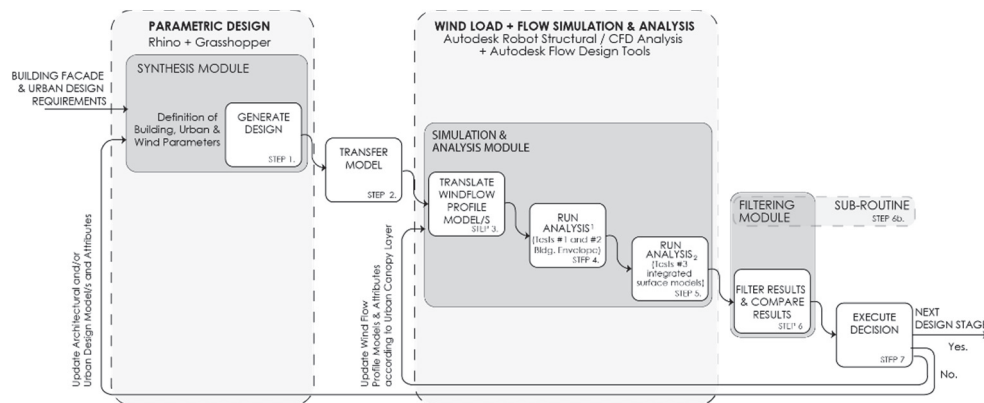 PARAMETRIC DESIGN
Rhino + Grasshopper
SYNTHESIS MODULE
BUILDING FACADE
& URBAN DESIGN
REQUIREMENTS
Definition of
Building, Urban &
Wind Parameters
GENERATE
DESIGN
STEP 1.
TRANSFER
MODEL
STEP 2.
WIND LOAD + FLOW SIMULATION & ANALYSIS
Autodesk Robot Structural / CFD Analysis
+ Autodesk Flow Design Tools
SIMULATION &
ANALYSIS MODULE
TRANSLATE
WINDFLOW
PROFILE
MODEL/S
STEP 3.
RUN
ANALYSIS¹
(Tests #1 and #2
Bldg. Envelope)
STEP 4.
RUN
ANALYSIS₂
(Tests #3
integrated
surface models)
STEP 5.
FILTERING
MODULE
SUB-ROUTINE
STEP 6b.
FILTER RESULTS
& COMPARE
RESULTS
STEP 6
EXECUTE
DECISION
STEP 7
NEXT
DESIGN STAGE
Yes.
No.
Update Architectural and/or
Urban Design Model/s and Attributes
Update Wind Flow
Profile Models & Attributes
according to Urban Canopy Layer